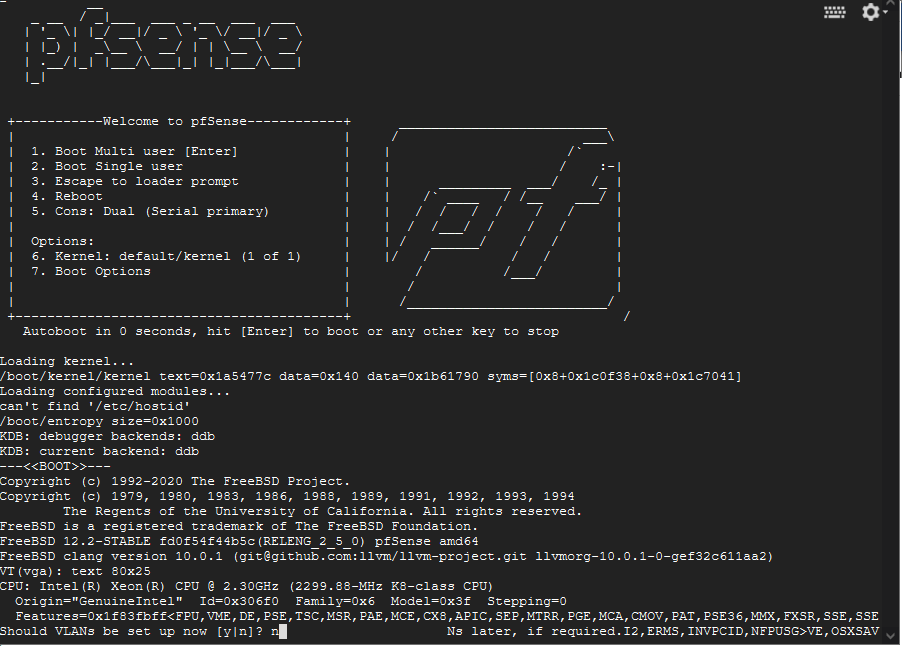 pfsense
+-----------Welcome to pfSense------------+
1. Boot Multi user [Enter]
2. Boot Single user
3. Escape to loader prompt
4. Reboot
5. Cons: Dual (Serial primary)
Options:
6. Kernel: default/kernel (1 of 1)
7. Boot Options
pf
Autoboot in 0 seconds, hit [Enter] to boot or any other key to stop
Loading kernel...
/boot/kernel/kernel text=0x1a5477c data=0x140 data=0x1b61790 syms=[0x8+0x1c0f38+0x8+0x1c7041]
Loading configured modules...
can't find '/etc/hostid'
/boot/entropy size=0x1000
KDB: debugger backends: ddb
KDB: current backend: ddb
---<<BOOT>>---
Copyright (c) 1992-2020 The FreeBSD Project.
Copyright (c) 1979, 1980, 1983, 1986, 1988, 1989, 1991, 1992, 1993, 1994
The Regents of the University of California. All rights reserved.
FreeBSD is a registered trademark of The FreeBSD Foundation.
FreeBSD 12.2-STABLE fd0f54f44b5c(RELENG_2_5_0) pfSense amd64
FreeBSD clang version 10.0.1 (git@github.com:llvm/llvm-project.git llvmorg-10.0.1-0-gef32c611aa2)
VT(vga): text 80x25
CPU: Intel(R) Xeon(R) CPU @ 2.30GHz (2299.88-MHz K8-class CPU)
Origin="GenuineIntel" Id=0x306f0 Family=0x6 Model=0x3f Stepping=0
Features=0x1f83fbff<FPU,VME,DE,PSE,TSC,MSR,PAE,MCE,CX8,APIC,SEP,MTRR,PGE,MCA,CMOV,PAT,PSE36,MMX,FXSR,SSE,SSE
Should VLANs be set up now [y|n]? n Ns later, if required.I2,ERMS,INVPCID,NFPUSG>VE,OSXSAV